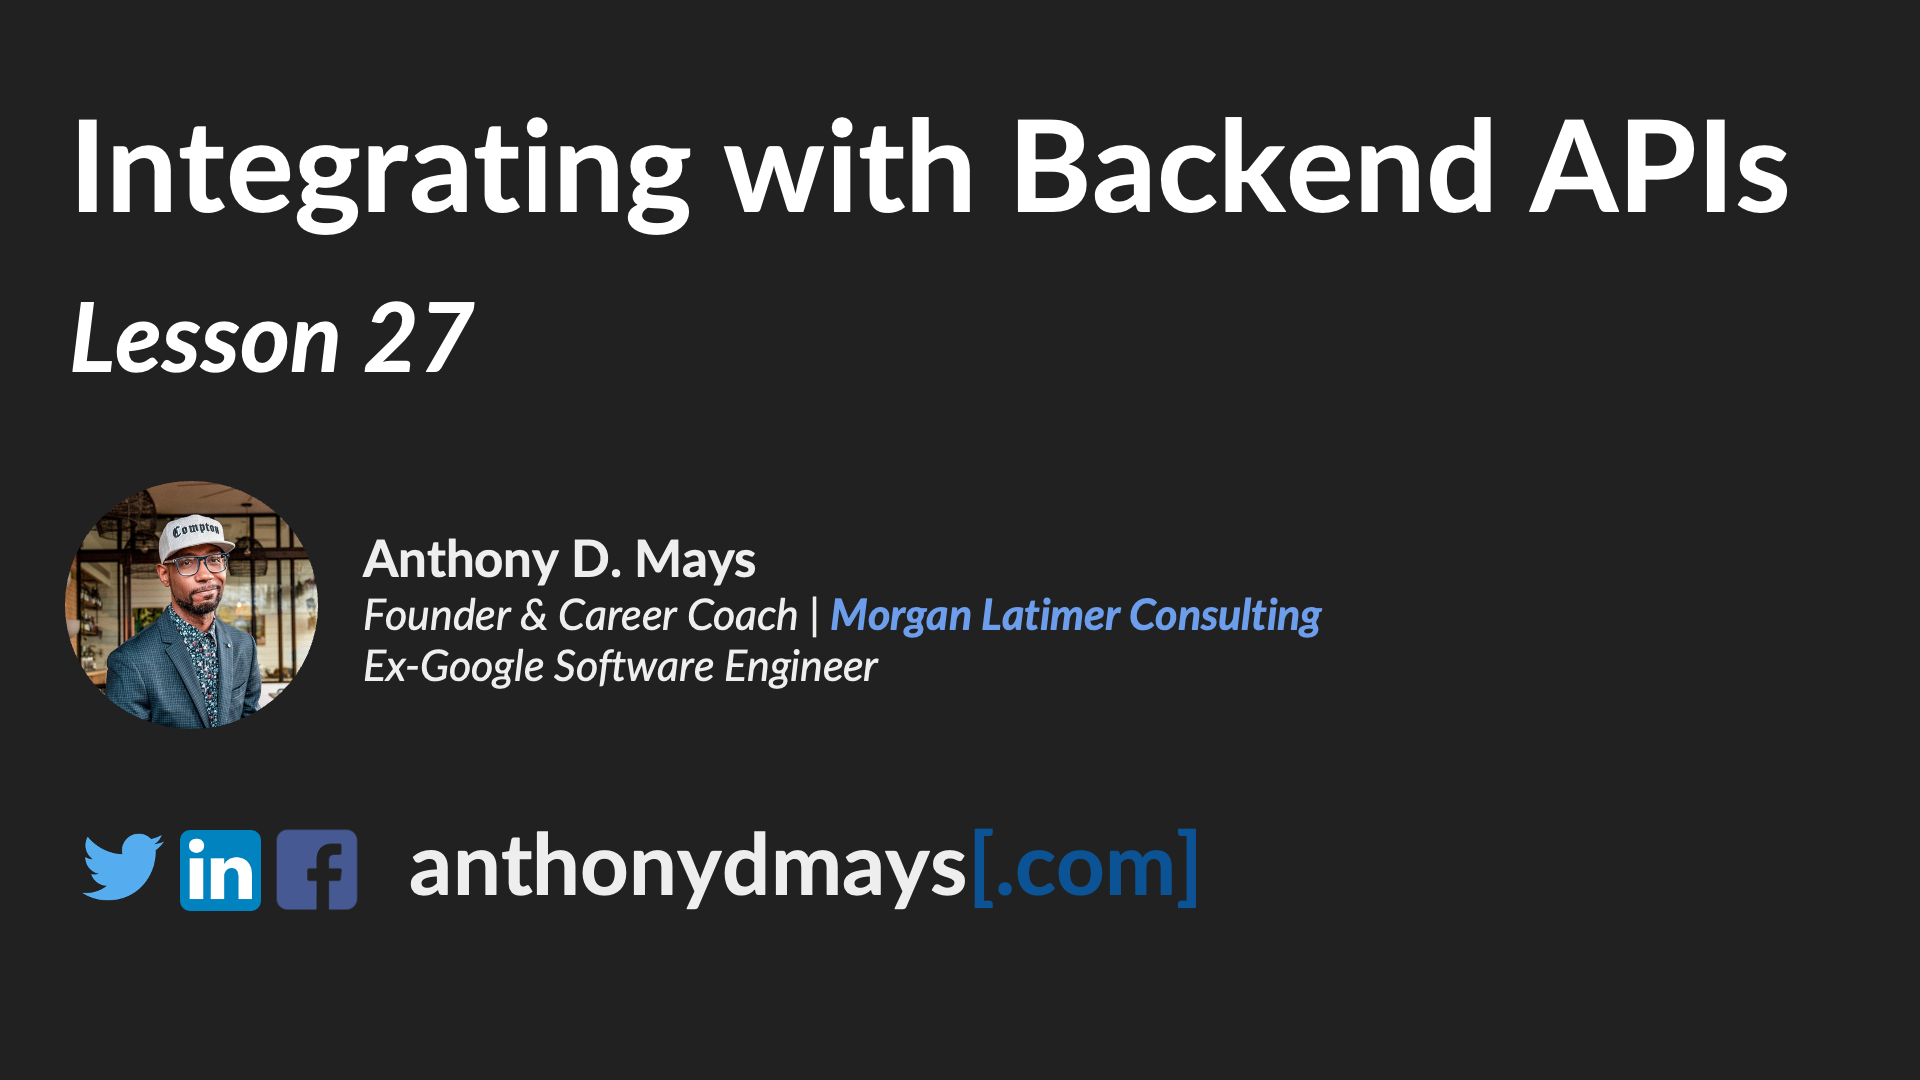 Integrating with Backend APIs
Lesson 27
Compton
Anthony D. Mays
Founder & Career Coach | Morgan Latimer Consulting
Ex-Google Software Engineer
in f anthonydmays[.com]